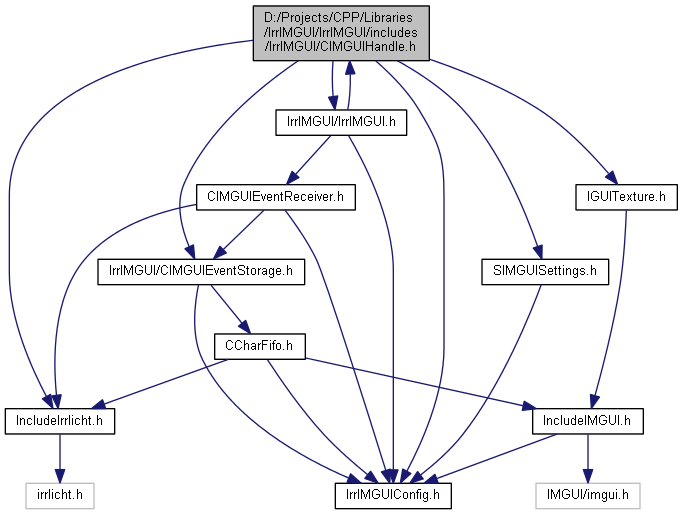 D:/Projects/CPP/Libraries
/IrrIMGUI/IrrIMGUI/includes
/IrrIMGUI/CIMGUIHandle.h
IrrIMGUI/IrrIMGUI.h
CIMGUIEventReceiver.h
IGUITexture.h
IrrIMGUI/CIMGUIEventStorage.h
SIMGUISettings.h
CCharFifo.h
IncludeIrrlicht.h
IncludeIMGUI.h
irrlicht.h
IrrIMGUIConfig.h
IMGUI/imgui.h